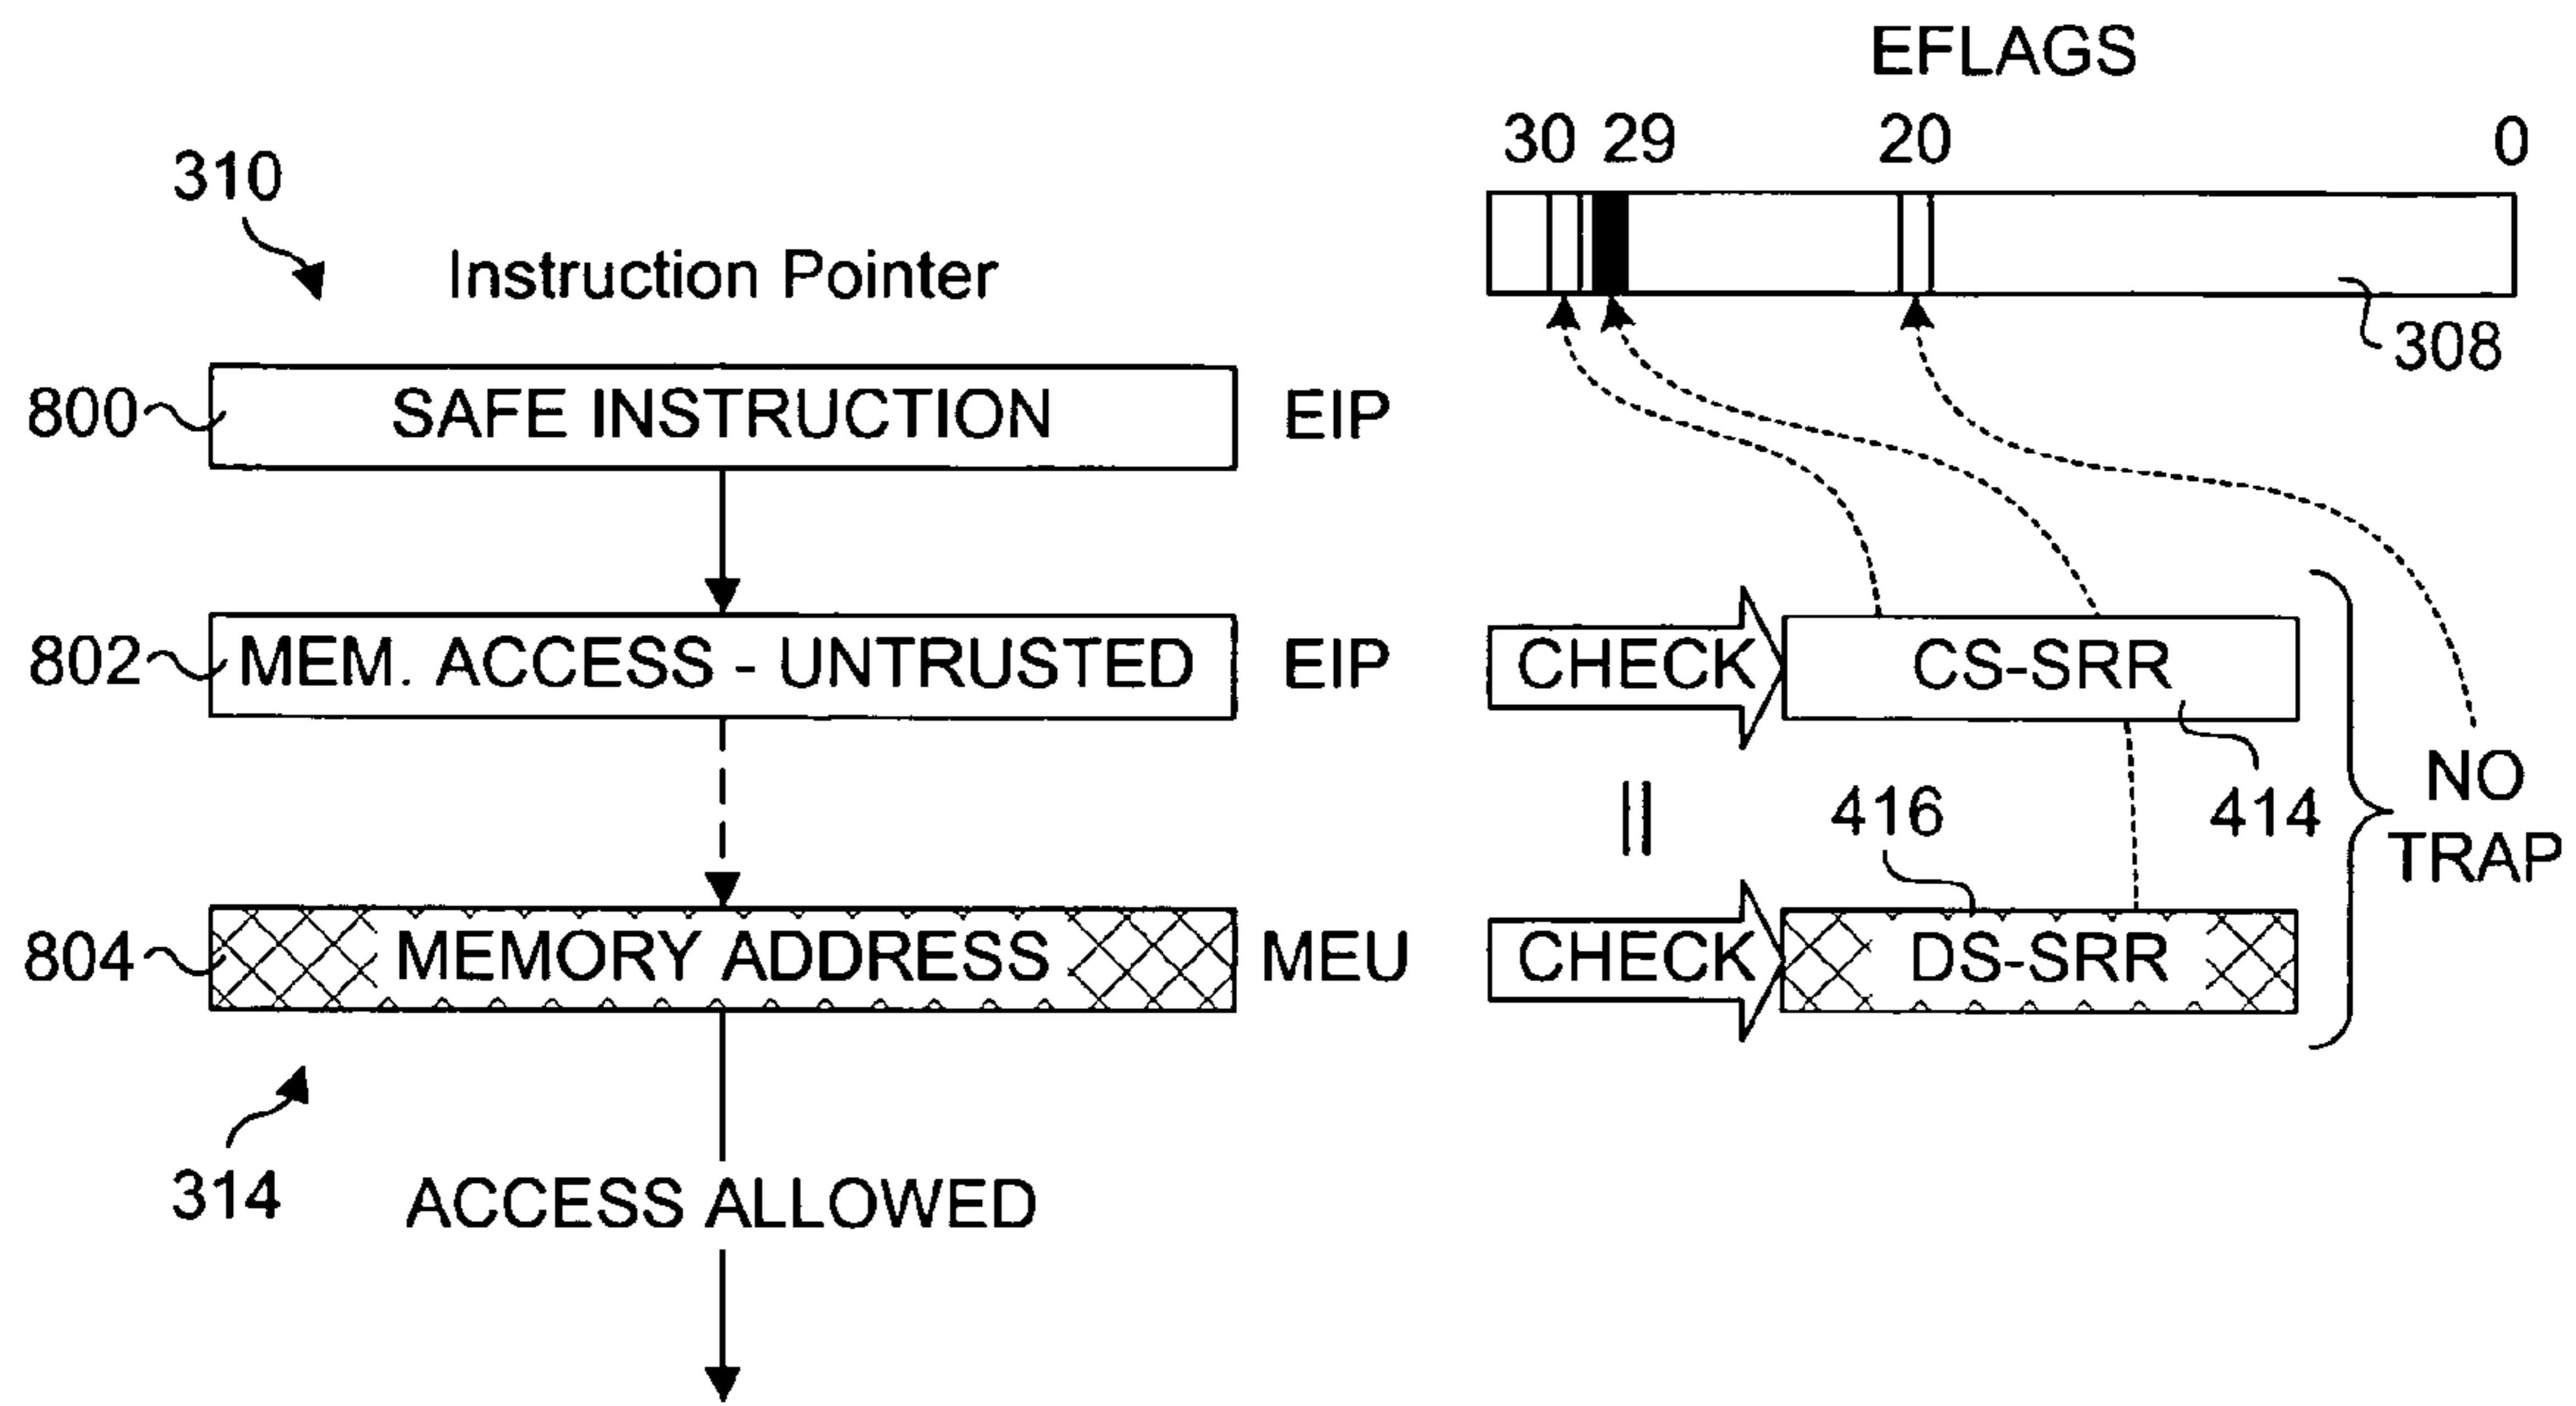 EFLAGS
30 29 20 0
310
Instruction Pointer
308
800 SAFE INSTRUCTION EIP
802 MEM. ACCESS - UNTRUSTED EIP CHECK CS-SRR
414
416
||
NO
TRAP
804 MEMORY ADDRESS MEU CHECK DS-SRR
314
ACCESS ALLOWED